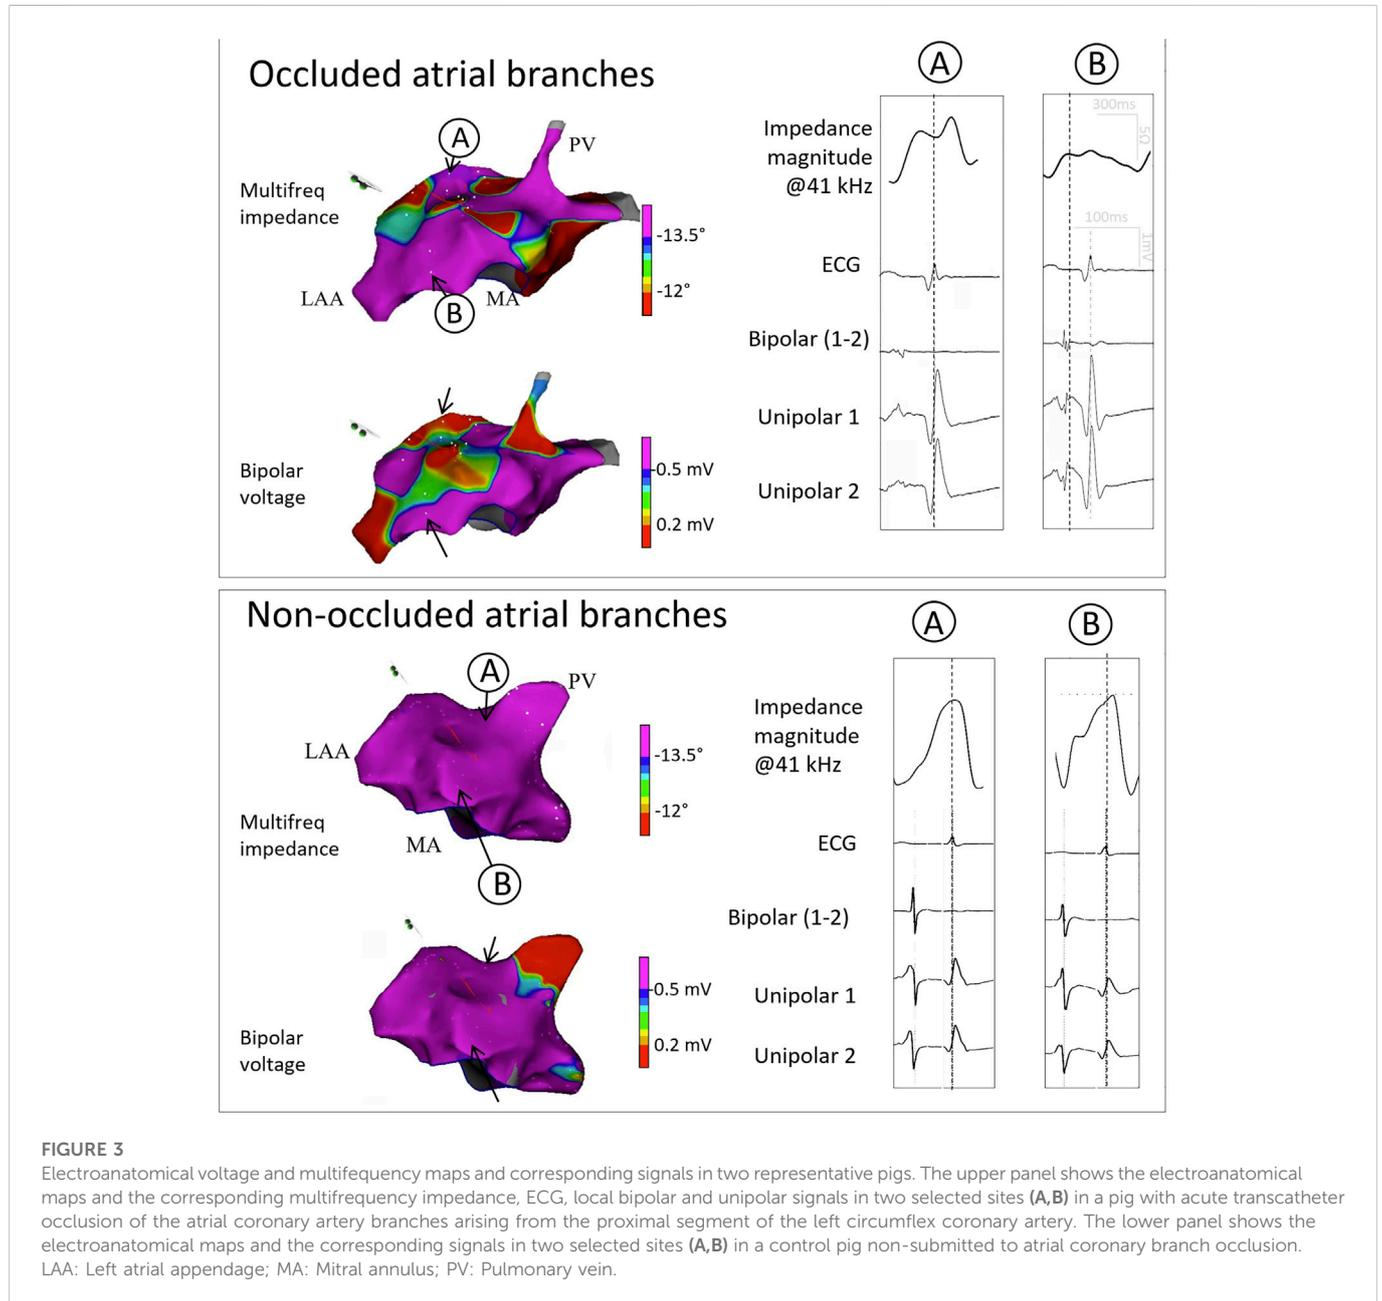 Occluded atrial branches
A
B
A
PV
Multifreq
impedance
-13.5˚
-12˚
LAA
MA
B
Impedance
magnitude
@41 kHz
300ms
5Ω
100ms
1mV
ECG
Bipolar (1-2)
Unipolar 1
Unipolar 2
Bipolar
voltage
0.5 mV
0.2 mV
Non-occluded atrial branches
A
B
A
PV
LAA
-13.5˚
-12˚
Multifreq
impedance
MA
B
Impedance
magnitude
@41 kHz
ECG
Bipolar (1-2)
Unipolar 1
Unipolar 2
Bipolar
voltage
0.5 mV
0.2 mV
FIGURE 3
Electroanatomical voltage and multifequency maps and corresponding signals in two representative pigs. The upper panel shows the electroanatomical
maps and the corresponding multifrequency impedance, ECG, local bipolar and unipolar signals in two selected sites (A,B) in a pig with acute transcatheter
occlusion of the atrial coronary artery branches arising from the proximal segment of the left circumflex coronary artery. The lower panel shows the
electroanatomical maps and the corresponding signals in two selected sites (A,B) in a control pig non-submitted to atrial coronary branch occlusion.
LAA: Left atrial appendage; MA: Mitral annulus; PV: Pulmonary vein.